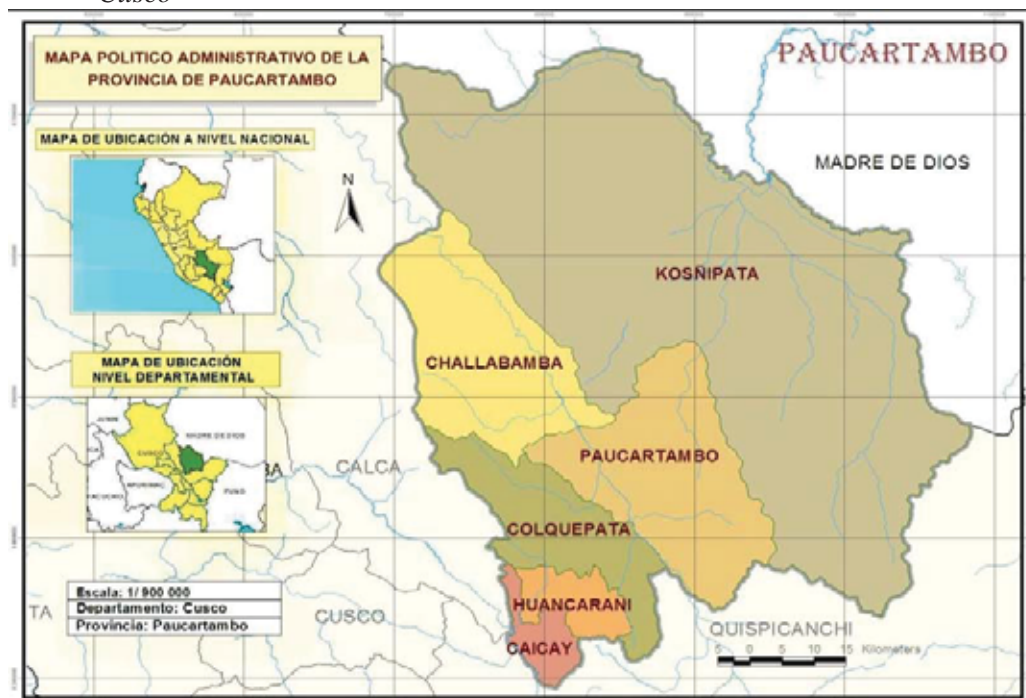 Cusco
MAPA POLITICO ADMINISTRATIVO DE LA
PROVINCIA DE PAUCARTAMBO
PAUCARTAMBO
MAPA DE UBICACIÓN A NIVEL NACIONAL
N
MADRE DE DIOS
KOSÑIPATA
CHALLABAMBA
MAPA DE UBICACIÓN
NIVEL DEPARTAMENTAL
JUNIN
MADRE DE DIOS
CUSCO
APURIMAC
PUNO
BA
CALCA
PAUCARTAMBO
COLQUEPATA
Escala: 1/ 900 000
Departamento: Cusco
Provincia: Paucartambo
TA
CUSCO
HUANCARANI
CAICAY
QUISPICANCHI
5 0 5 10 15 Kilometers